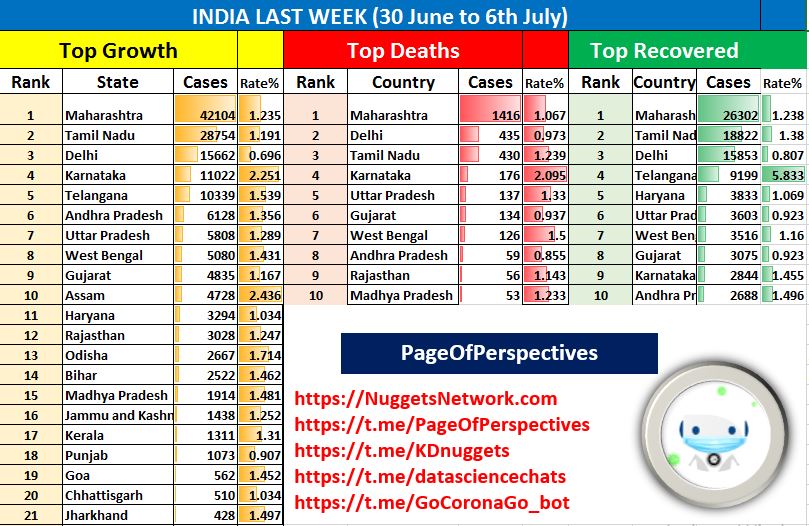 INDIA LAST WEEK (30 June to 6th July)
Top Growth Top Deaths Top Recovered
Rank State Cases Rate% Rank Country Cases Rate% Rank Country Cases Rate%
1 Maharashtra 42104 1.235 1 Maharashtra 1416 1.067 1 Maharash 26302 1.238
2 Tamil Nadu 28754 1.191 2 Delhi 435 0.973 2 Tamil Nad 18822 1.38
3 Delhi 15662 0.696 3 Tamil Nadu 430 1.239 3 Delhi 15853 0.807
4 Karnataka 11022 2.251 4 Karnataka 176 2.095 4 Telangana 9199 5.833
5 Telangana 10339 1.539 5 Uttar Pradesh 137 1.33 5 Haryana 3833 1.069
6 Andhra Pradesh 6128 1.356 6 Gujarat 134 0.937 6 Uttar Prad 3603 0.923
7 Uttar Pradesh 5808 1.289 7 West Bengal 126 1.5 7 West Ben 3516 1.16
8 West Bengal 5080 1.431 8 Andhra Pradesh 59 0.855 8 Gujarat 3075 0.923
9 Gujarat 4835 1.167 9 Rajasthan 56 1.143 9 Karnataka 2844 1.455
10 Assam 4728 2.436 10 Madhya Pradesh 53 1.233 10 Andhra Pr 2688 1.496
11 Haryana 3294 1.034
12 Rajasthan 3028 1.247
13 Odisha 2667 1.714
14 Bihar 2522 1.462
15 Madhya Pradesh 1914 1.481
16 Jammu and Kashn 1438 1.252
17 Kerala 1311 1.31
18 Punjab 1073 0.907
19 Goa 562 1.452
20 Chhattisgarh 510 1.034
21 Jharkhand 428 1.497
PageOfPerspectives
https://NuggetsNetwork.com
https://t.me/PageOfPerspectives
https://t.me/KDnuggets
https://t.me/datasciencechats
https://t.me/GoCoronaGo_bot